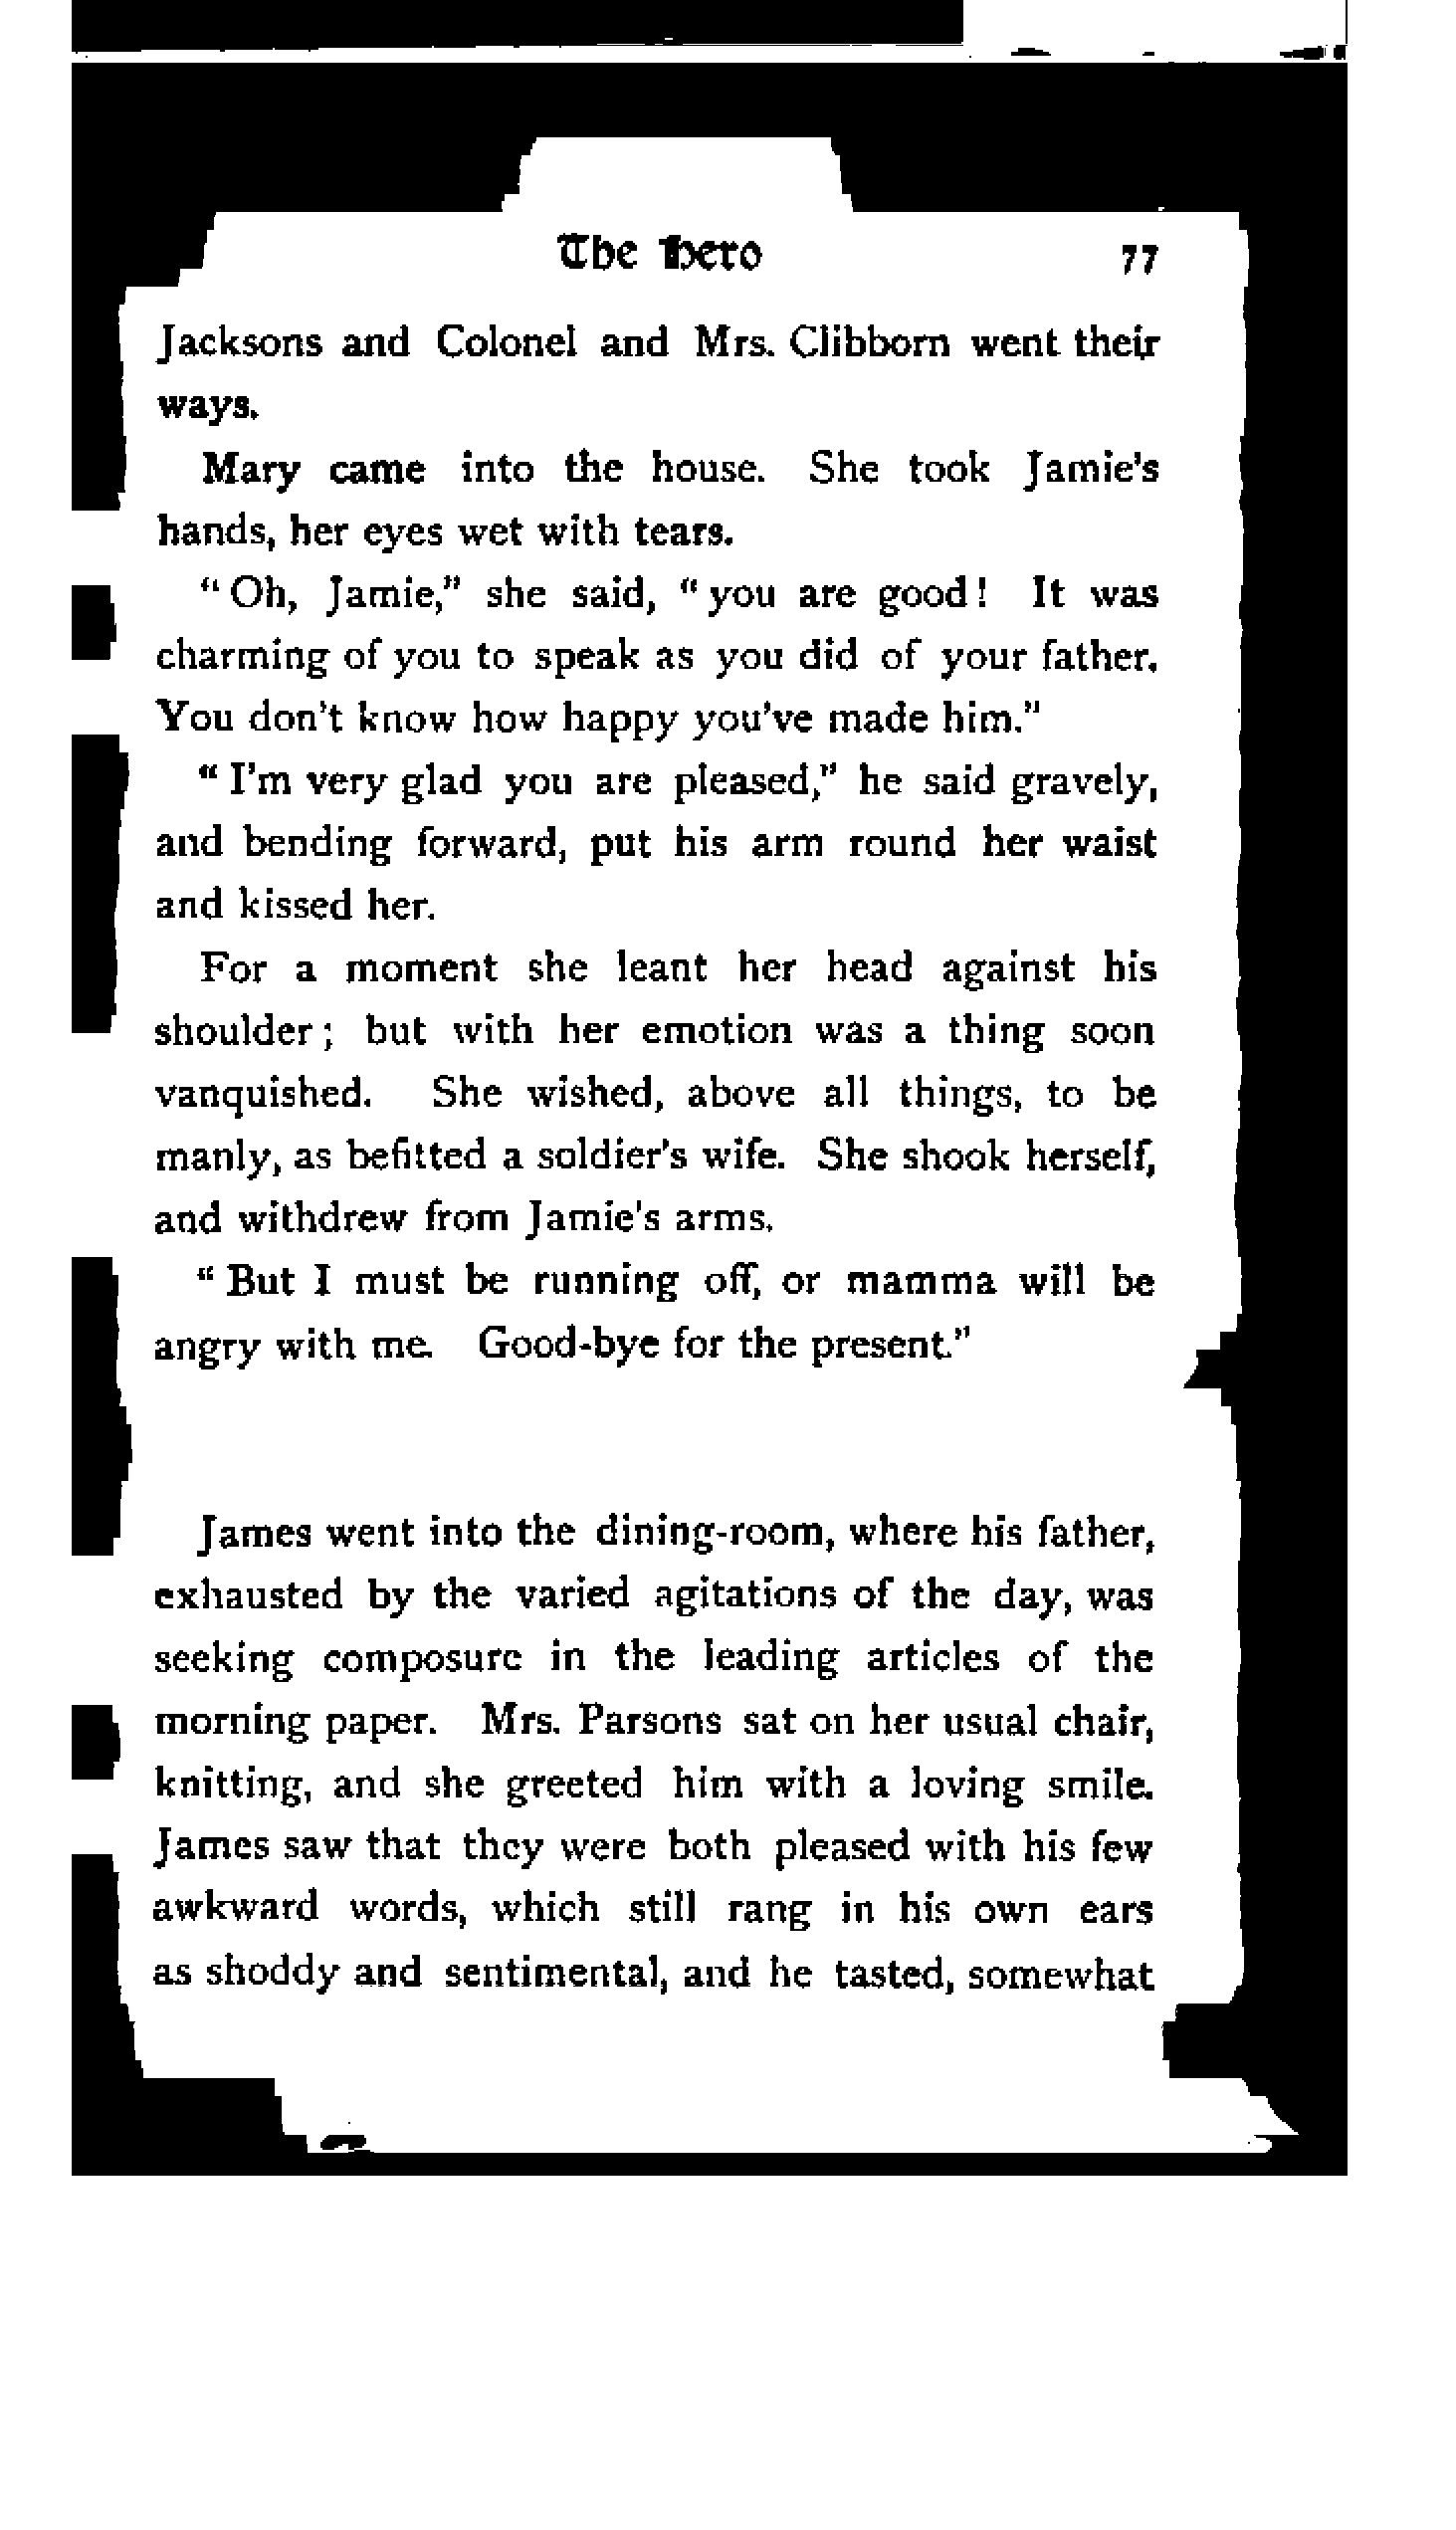 The Hero 77
Jacksons and Colonel and Mrs. Clibborn went their
ways.
Mary came into the house. She took Jamie's
hands, her eyes wet with tears.
"Oh, Jamie," she said, "you are good! It was
charming of you to speak as you did of your father.
You don't know how happy you've made him."
"I'm very glad you are pleased," he said gravely,
and bending forward, put his arm round her waist
and kissed her.
For a moment she leant her head against his
shoulder; but with her emotion was a thing soon
vanquished. She wished, above all things, to be
manly, as befitted a soldier's wife. She shook herself,
and withdrew from Jamie's arms.
"But I must be running off, or mamma will be
angry with me. Good-bye for the present."
James went into the dining-room, where his father,
exhausted by the varied agitations of the day, was
seeking composure in the leading articles of the
morning paper. Mrs. Parsons sat on her usual chair,
knitting, and she greeted him with a loving smile.
James saw that they were both pleased with his few
awkward words, which still rang in his own ears
as shoddy and sentimental, and he tasted, somewhat